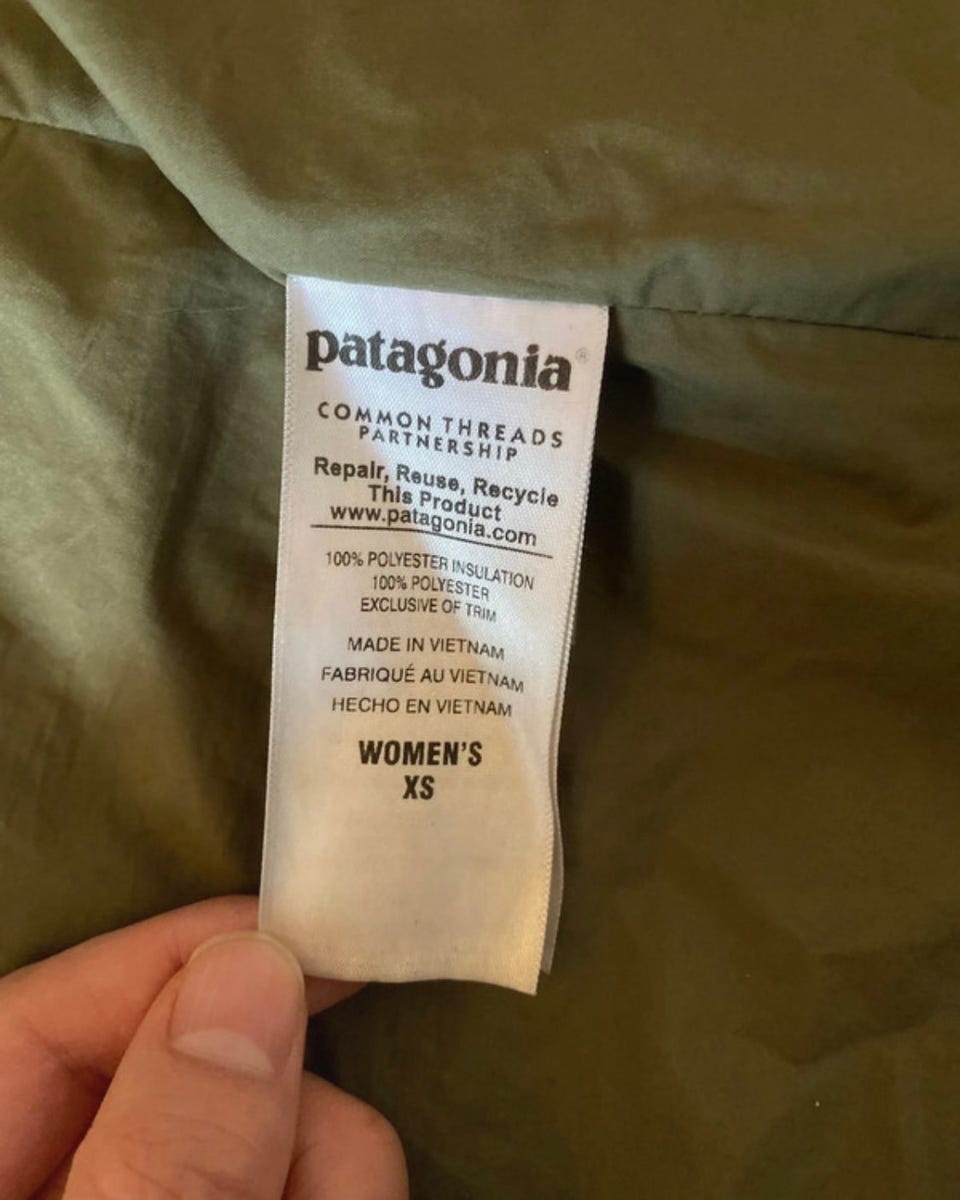 patagonia®
COMMON THREADS
PARTNERSHIP
Repair, Reuse, Recycle
This Product
www.patagonia.com
100% POLYESTER INSULATION
100% POLYESTER
EXCLUSIVE OF TRIM
MADE IN VIETNAM
FABRIQUÉ AU VIETNAM
HECHO EN VIETNAM
WOMEN'S
XS